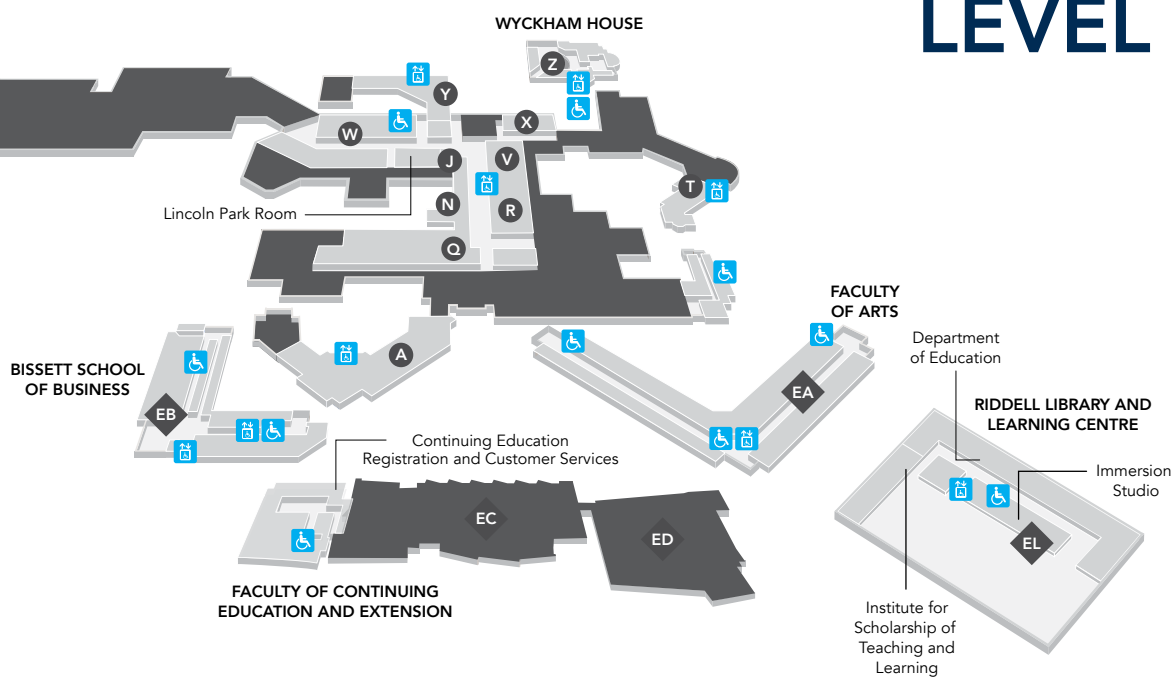 LEVEL
WYCKHAM HOUSE
Z
Y
X
W
V
J
T
N
R
Lincoln Park Room
Q
FACULTY
OF ARTS
Department
of Education
A
BISSETT SCHOOL
OF BUSINESS
EA
RIDDELL LIBRARY AND
LEARNING CENTRE
EB
Continuing Education
Registration and Customer Services
Immersion
Studio
EC
ED
EL
FACULTY OF CONTINUING
EDUCATION AND EXTENSION
Institute for
Scholarship of
Teaching and
Learning